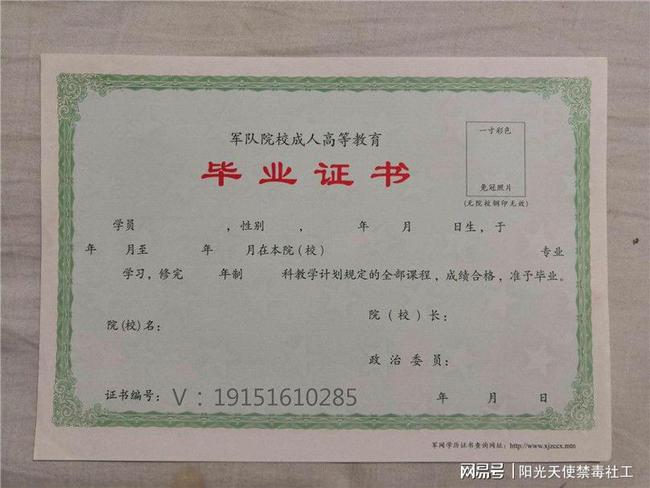 军队院校成人高等教育
毕业证书
一寸彩色
免冠照片
(无院校钢印无效)
学员 ,性别 , 年 月 日生,于
年 月至 年 月在本院(校) 专业
学习,修完 年制 科教学计划规定的全部课程,成绩合格,准予毕业。
院(校)名:
院(校)长:
政治委员:
证书编号: V:19151610285
年 月 日
军网学历证书查询网址:http://www.xjzccx.mtn
网易号 | 阳光天使禁毒社工